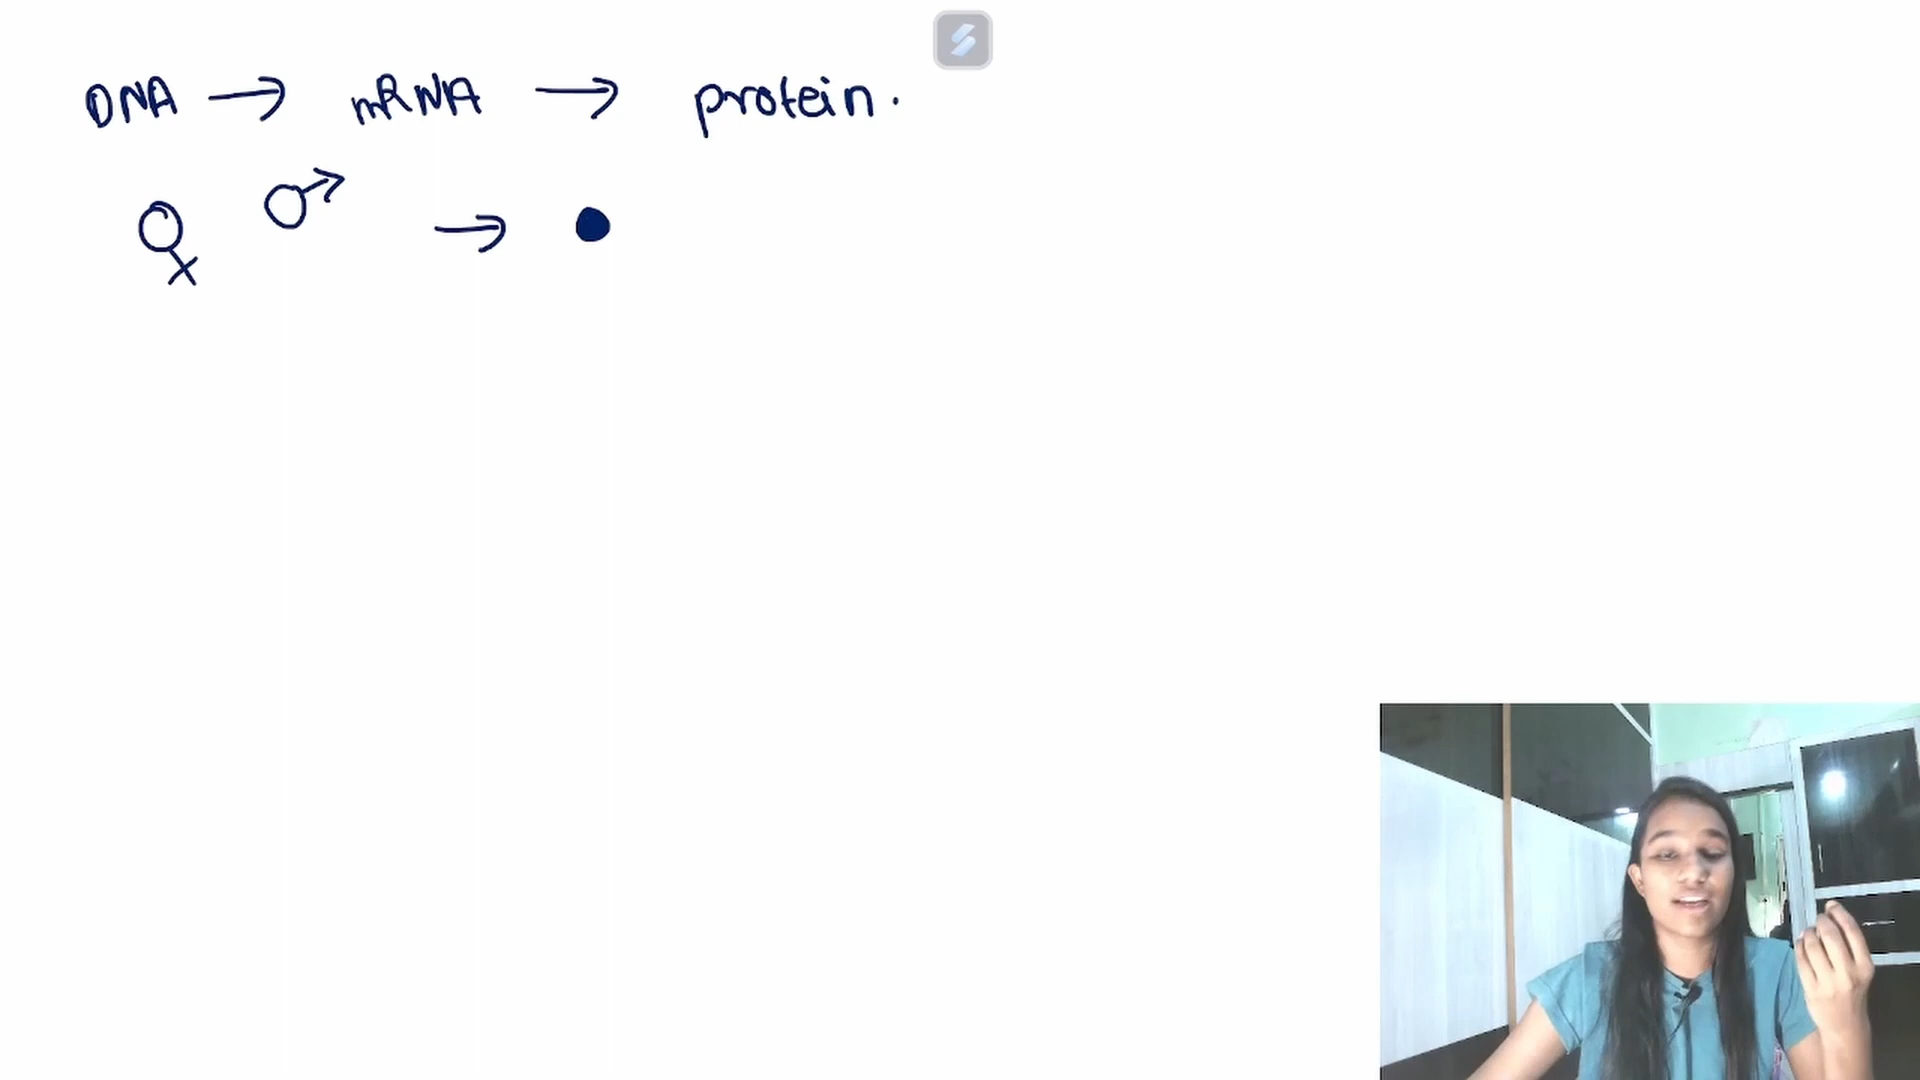 DNA → mRNA → protein.
♀ ♂ → ●